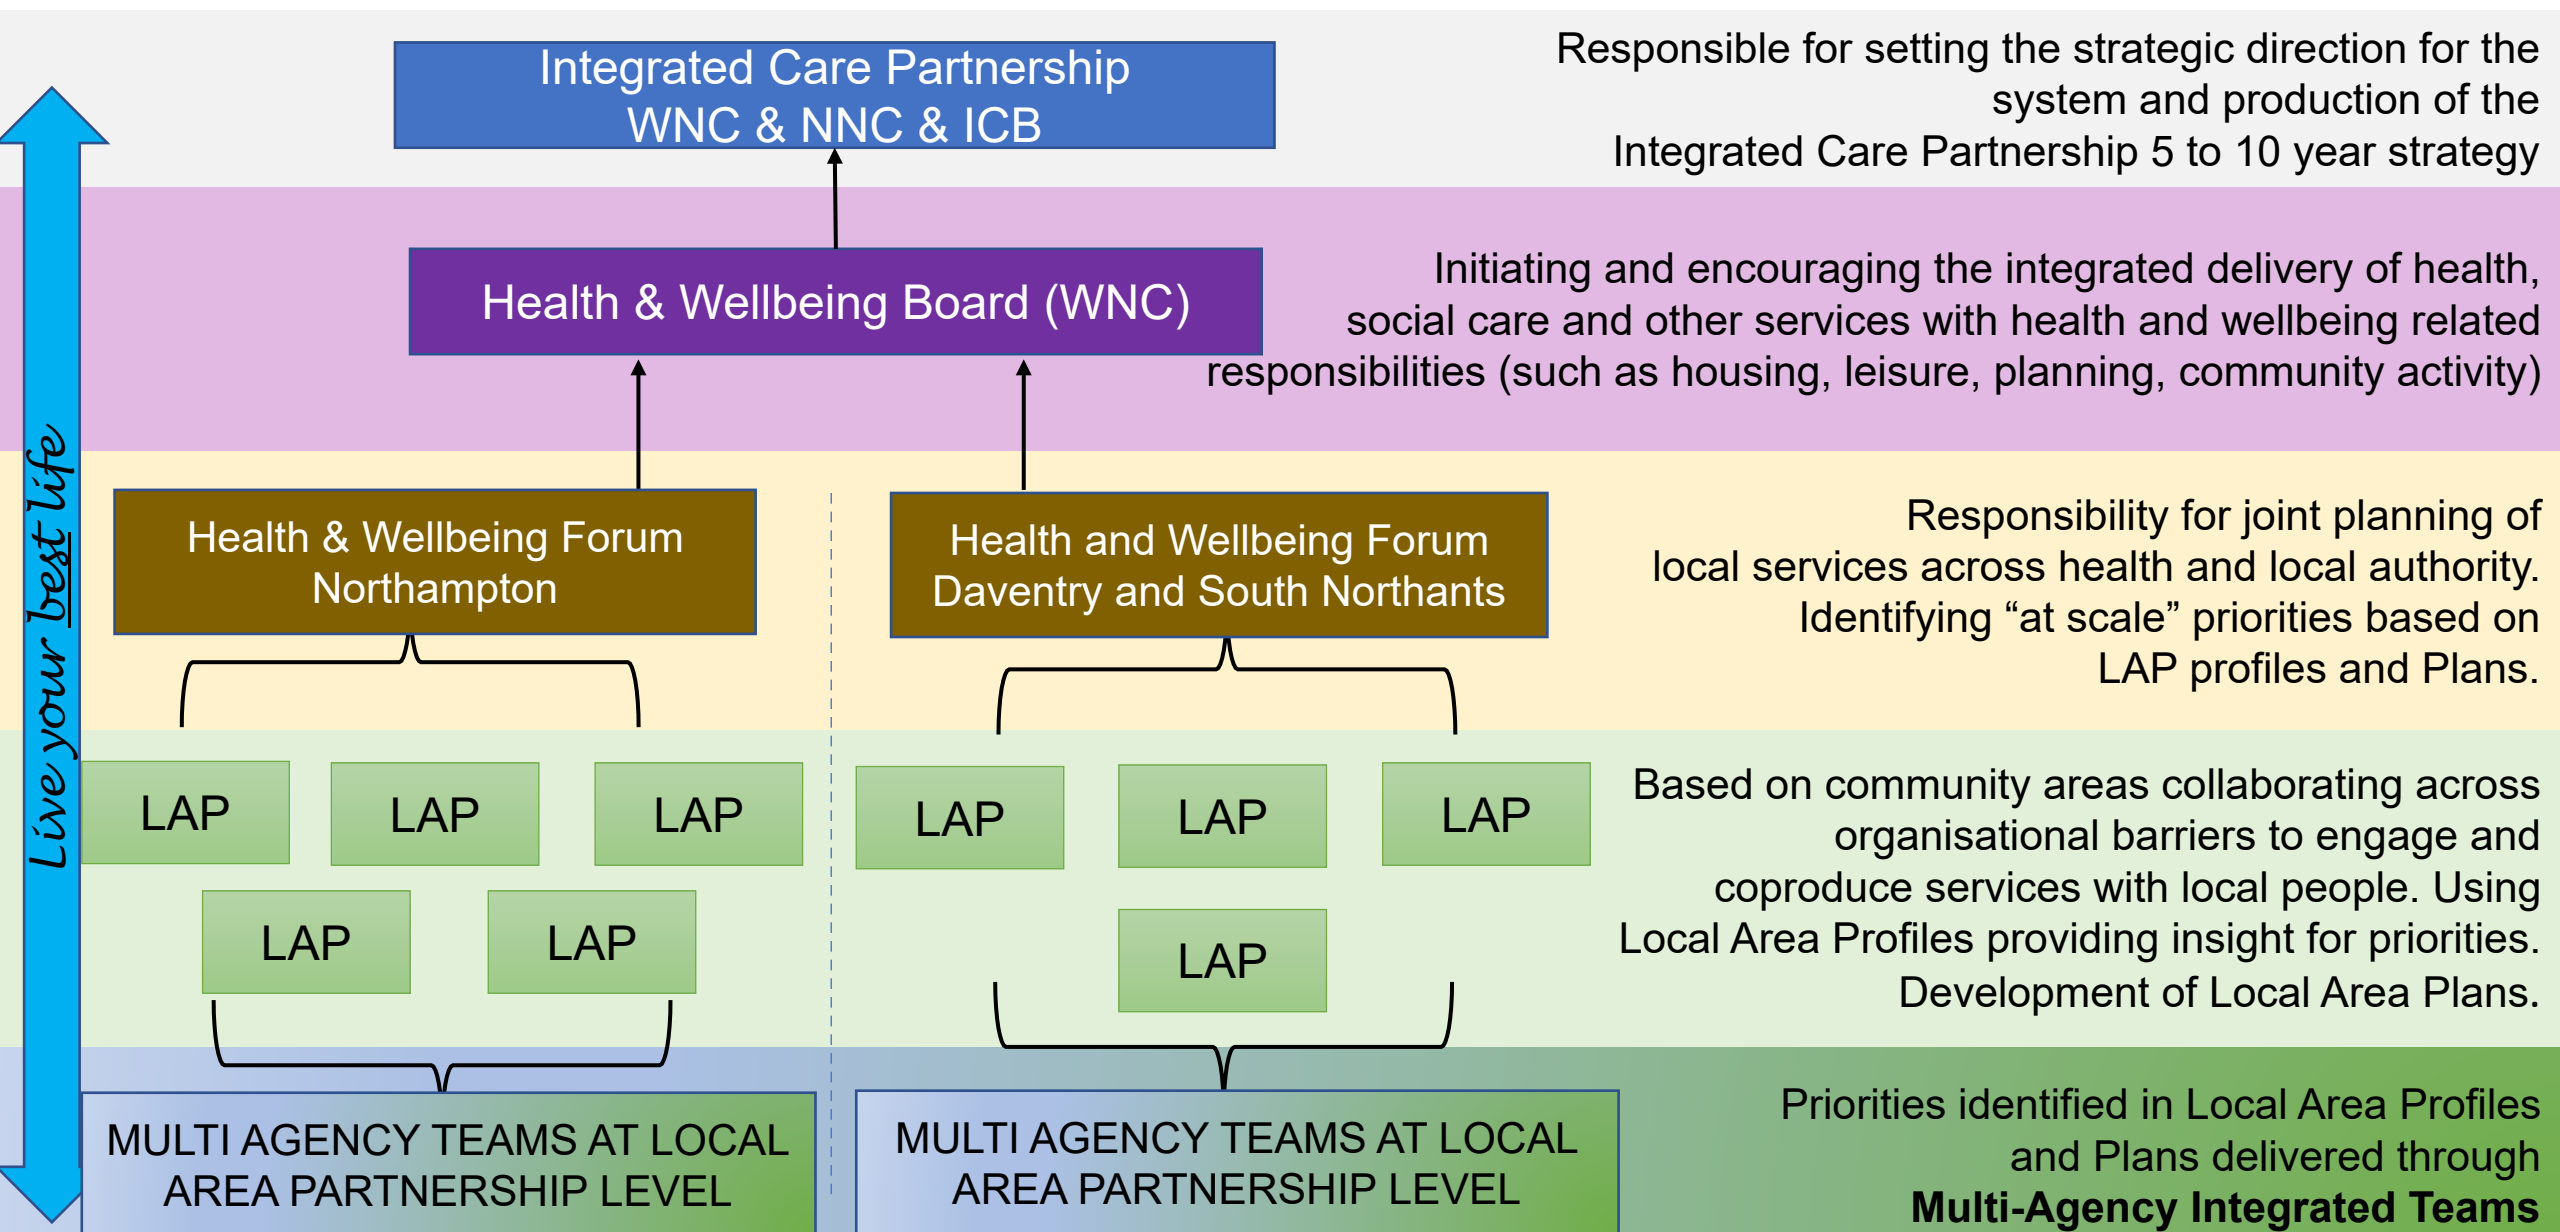 Integrated Care Partnership
WNC & NNC & ICB
Responsible for setting the strategic direction for the
system and production of the
Integrated Care Partnership 5 to 10 year strategy
Health & Wellbeing Board (WNC)
Initiating and encouraging the integrated delivery of health,
social care and other services with health and wellbeing related
responsibilities (such as housing, leisure, planning, community activity)
Live your best life
Health & Wellbeing Forum
Northampton
Health and Wellbeing Forum
Daventry and South Northants
Responsibility for joint planning of
local services across health and local authority.
Identifying “at scale” priorities based on
LAP profiles and Plans.
LAP
LAP
LAP
LAP
LAP
LAP
LAP
LAP
LAP
Based on community areas collaborating across
organisational barriers to engage and
coproduce services with local people. Using
Local Area Profiles providing insight for priorities.
Development of Local Area Plans.
MULTI AGENCY TEAMS AT LOCAL
AREA PARTNERSHIP LEVEL
MULTI AGENCY TEAMS AT LOCAL
AREA PARTNERSHIP LEVEL
Priorities identified in Local Area Profiles
and Plans delivered through
Multi-Agency Integrated Teams